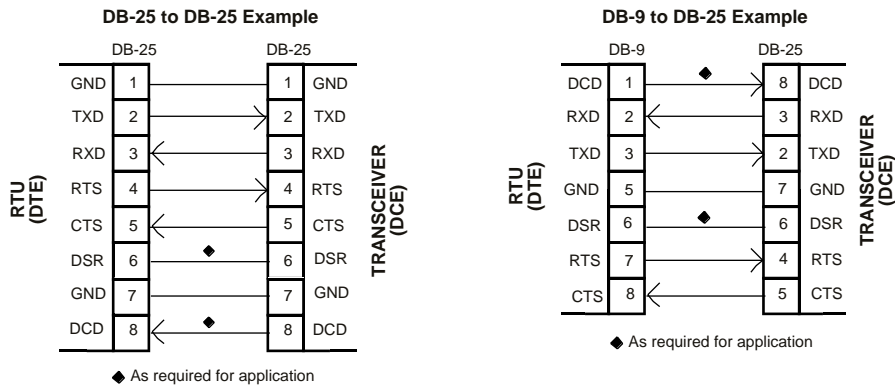 DB-25 to DB-25 Example
DB-25 DB-25
GND 1 1 GND
TXD 2 2 TXD
RXD 3 3 RXD
RTS 4 4 RTS
CTS 5 5 CTS
DSR 6 6 DSR
GND 7 7 GND
DCD 8 8 DCD
RTU
(DTE)
TRANSCEIVER
(DCE)
As required for application
DB-9 to DB-25 Example
DB-9 DB-25
DCD 1 8 DCD
RXD 2 3 RXD
TXD 3 2 TXD
GND 5 7 GND
DSR 6 6 DSR
RTS 7 4 RTS
CTS 8 5 CTS
RTU
(DTE)
TRANSCEIVER
(DCE)
As required for application